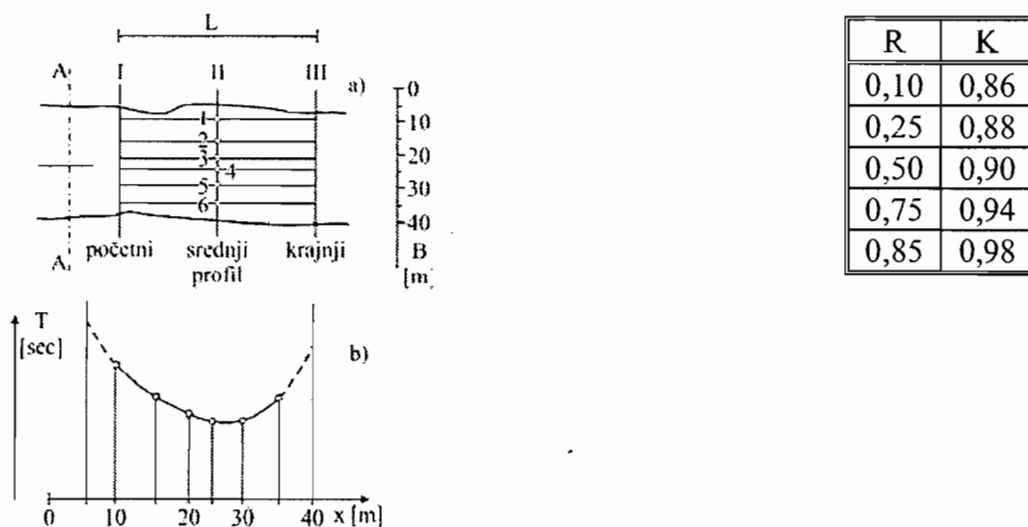 L
A I II III a)
1
2
3
4
5
6
A početni srednji krajnji
profil
0
10
20
30
40
B
[m]
T
[sec]
b)
0 10 20 30 40 x [m]
R K
0,10 0,86
0,25 0,88
0,50 0,90
0,75 0,94
0,85 0,98